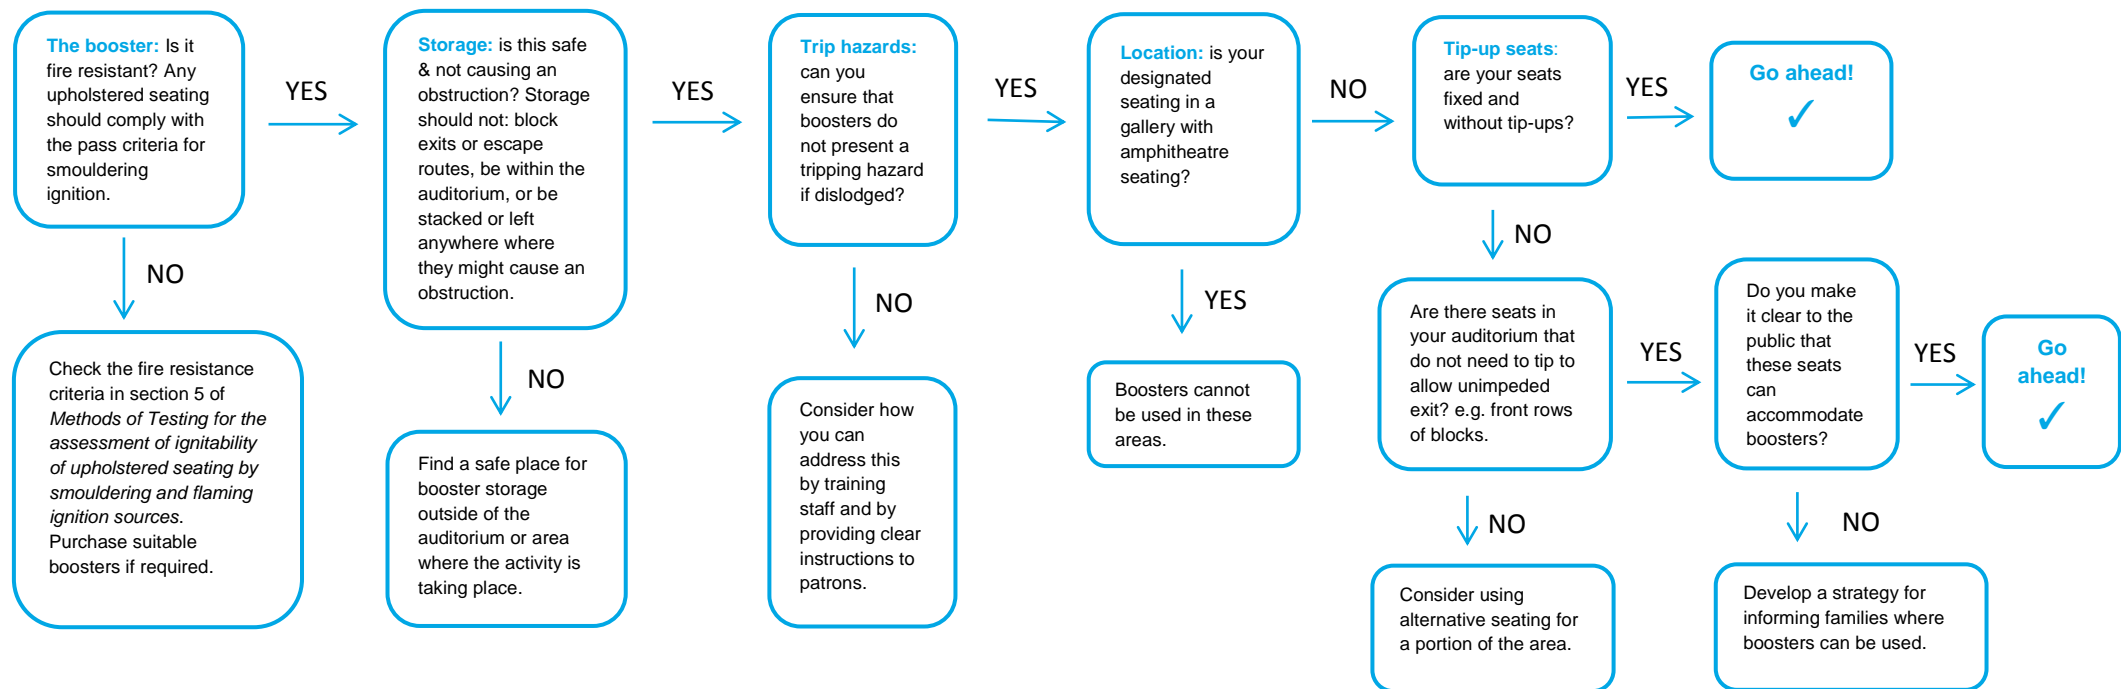 The booster: Is it
fire resistant? Any
upholstered seating
should comply with
the pass criteria for
smouldering
ignition.
YES
NO
Check the fire resistance
criteria in section 5 of
Methods of Testing for the
assessment of ignitability
of upholstered seating by
smouldering and flaming
ignition sources.
Purchase suitable
boosters if required.
Storage: is this safe
& not causing an
obstruction? Storage
should not: block
exits or escape
routes, be within the
auditorium, or be
stacked or left
anywhere where
they might cause an
obstruction.
YES
NO
Find a safe place for
booster storage
outside of the
auditorium or area
where the activity is
taking place.
Trip hazards:
can you
ensure that
boosters do
not present a
tripping hazard
if dislodged?
YES
NO
Consider how
you can
address this
by training
staff and by
providing clear
instructions to
patrons.
Location: is your
designated
seating in a
gallery with
amphitheatre
seating?
NO
YES
Boosters cannot
be used in these
areas.
Tip-up seats:
are your seats
fixed and
without tip-ups?
YES
Go ahead!
✓
NO
Are there seats in
your auditorium that
do not need to tip to
allow unimpeded
exit? e.g. front rows
of blocks.
YES
NO
Consider using
alternative seating for
a portion of the area.
Do you make
it clear to the
public that
these seats
can
accommodate
boosters?
YES
Go
ahead!
✓
NO
Develop a strategy for
informing families where
boosters can be used.